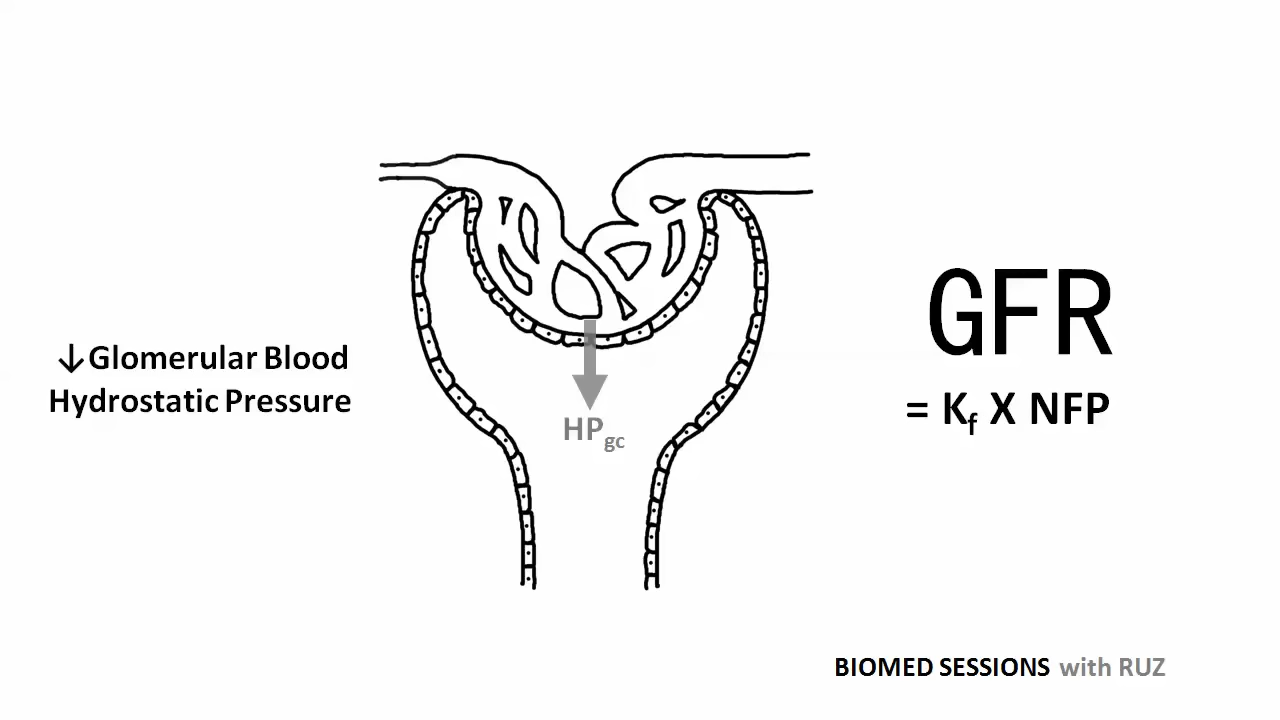 ↓Glomerular Blood
Hydrostatic Pressure
HPgc
GFR
= Kf X NFP
BIOMED SESSIONS with RUZ